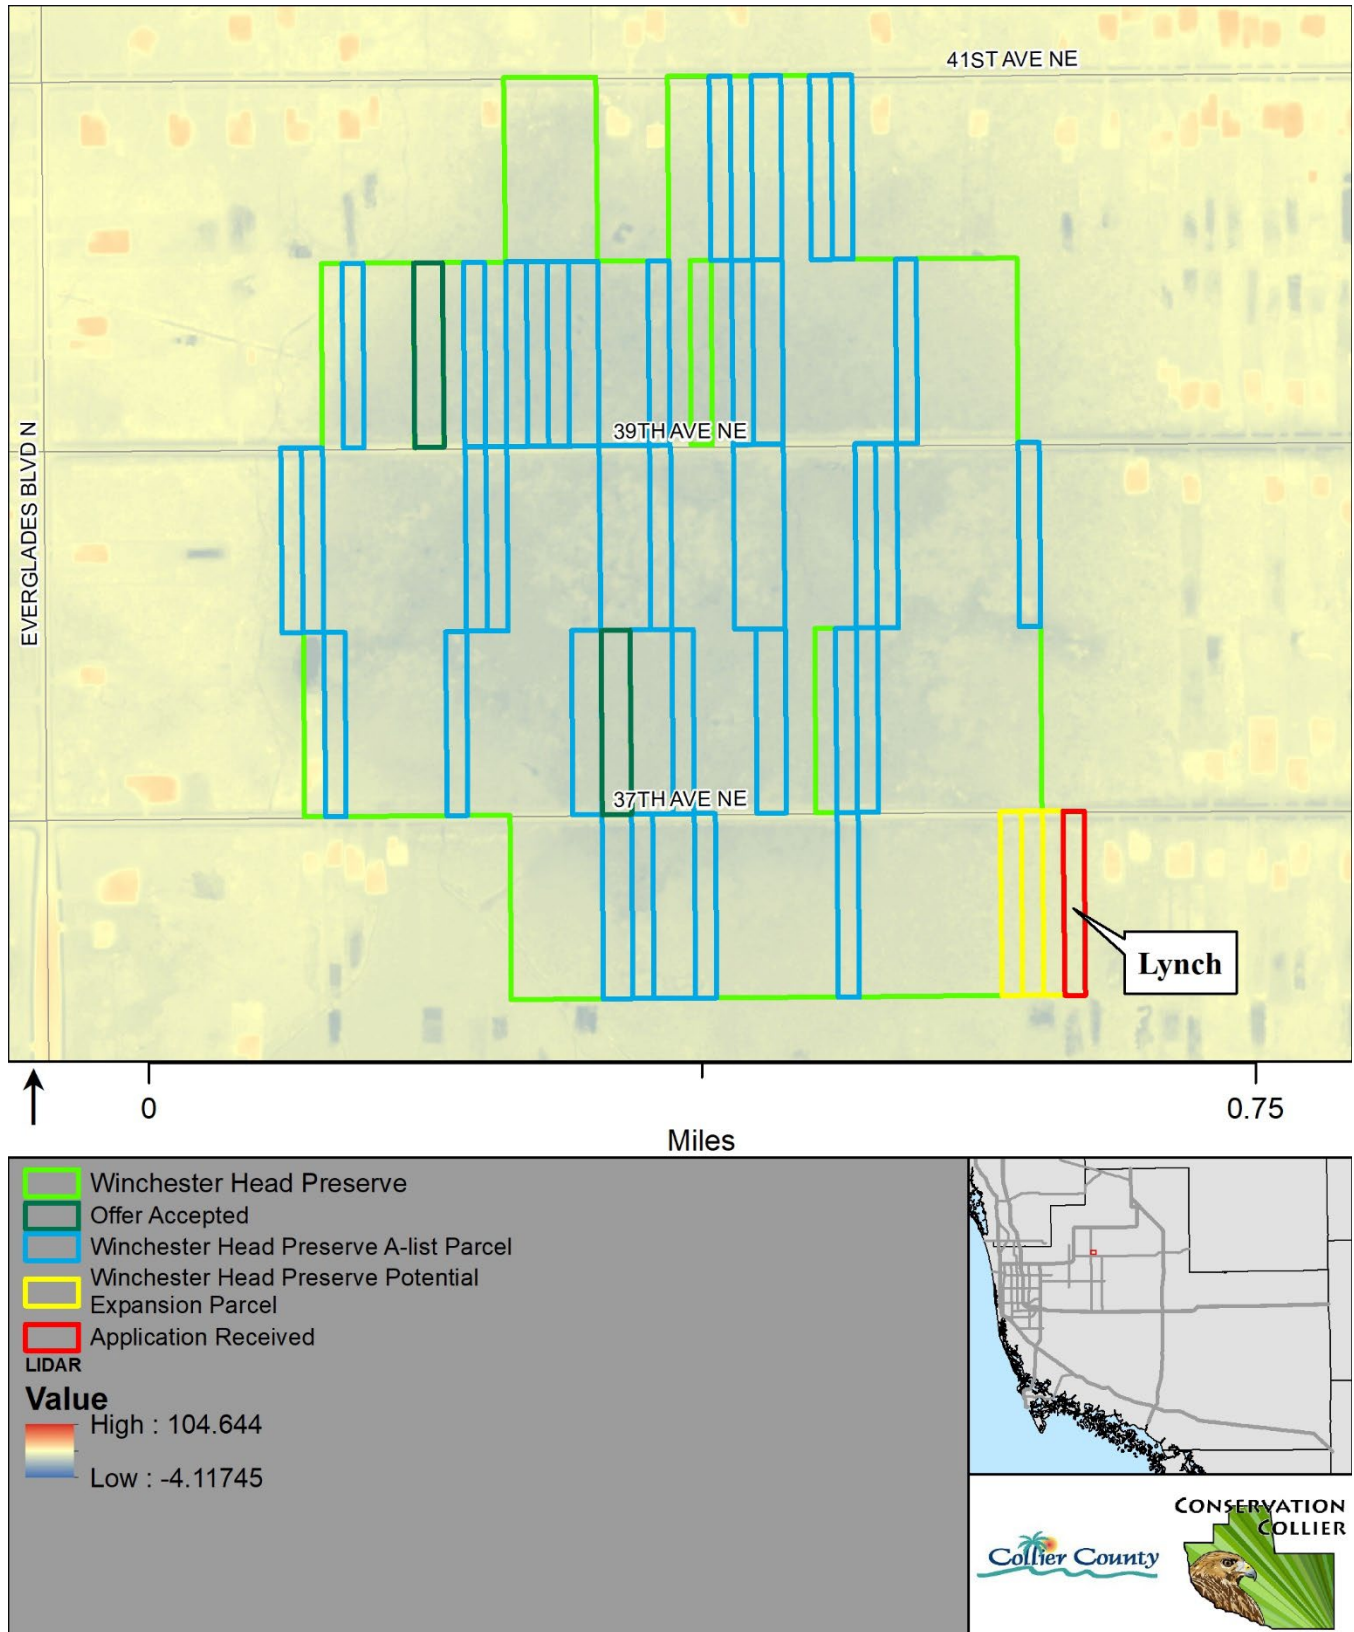 41ST AVE NE
39TH AVE NE
EVERGLADES BLVD N
37TH AVE NE
Lynch
0
0.75
Miles
Winchester Head Preserve
Offer Accepted
Winchester Head Preserve A-list Parcel
Winchester Head Preserve Potential
Expansion Parcel
Application Received
LIDAR
Value
High : 104.644
Low : -4.11745
Collier County
CONSERVATION
COLLIER